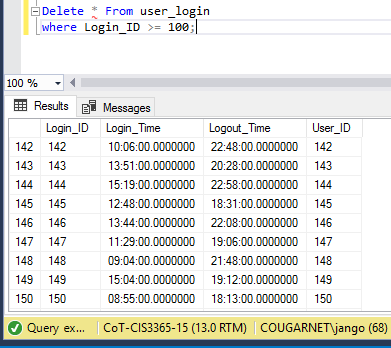 Delete * From user_login
where Login_ID >= 100;
100 %
Results Messages
Login_ID Login_Time Logout_Time User_ID
142 142 10:06:00.0000000 22:48:00.0000000 142
143 143 13:51:00.0000000 20:28:00.0000000 143
144 144 15:19:00.0000000 22:58:00.0000000 144
145 145 12:48:00.0000000 18:31:00.0000000 145
146 146 13:44:00.0000000 22:08:00.0000000 146
147 147 11:29:00.0000000 19:06:00.0000000 147
148 148 09:04:00.0000000 21:48:00.0000000 148
149 149 15:04:00.0000000 19:12:00.0000000 149
150 150 08:55:00.0000000 18:13:00.0000000 150
Query ex... CoT-CIS3365-15 (13.0 RTM) COUGARNET\jango (68)